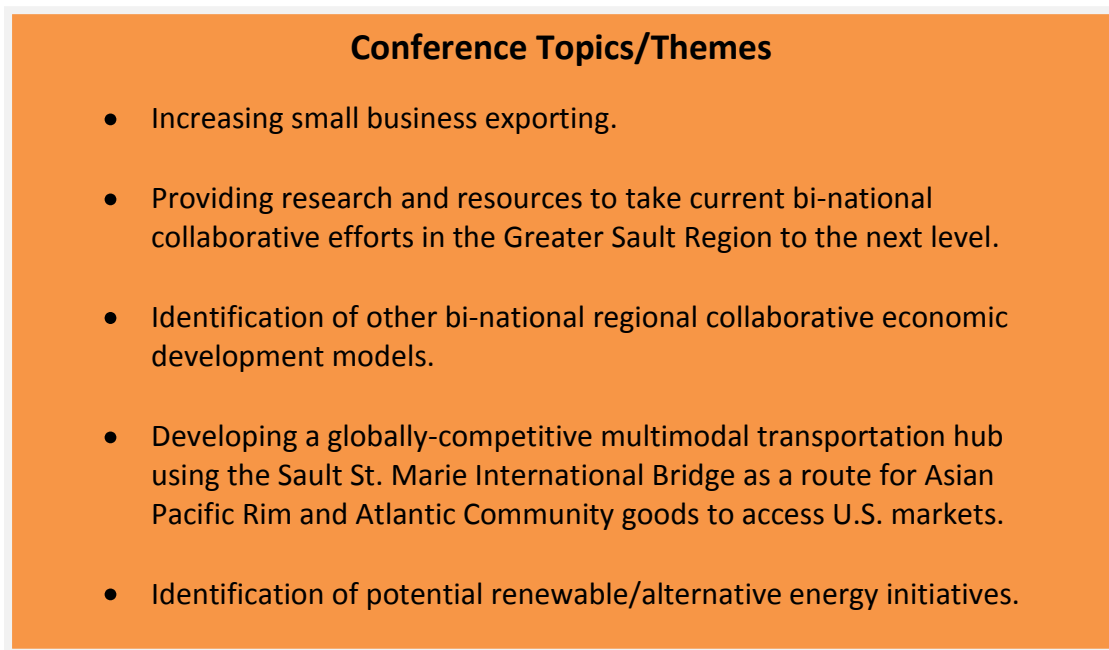 Conference Topics/Themes
• Increasing small business exporting.
• Providing research and resources to take current bi-national
collaborative efforts in the Greater Sault Region to the next level.
• Identification of other bi-national regional collaborative economic
development models.
• Developing a globally-competitive multimodal transportation hub
using the Sault St. Marie International Bridge as a route for Asian
Pacific Rim and Atlantic Community goods to access U.S. markets.
• Identification of potential renewable/alternative energy initiatives.